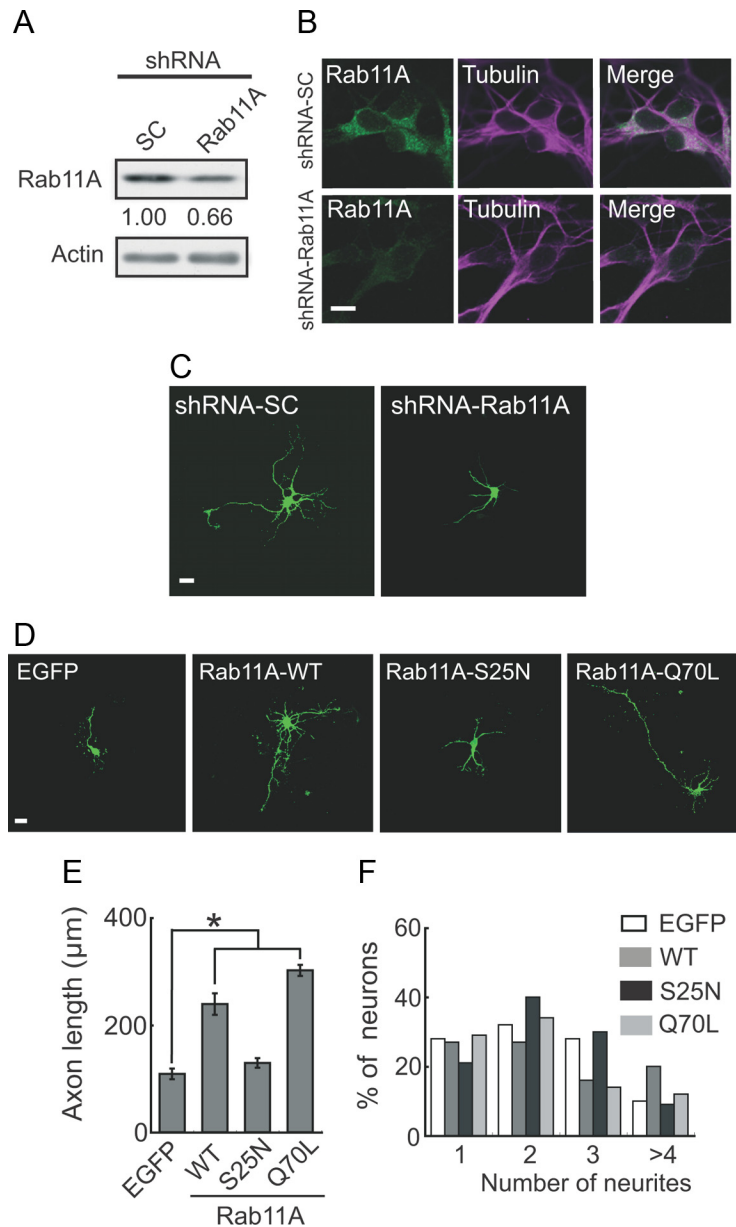 A
shRNA
SC
Rab11A
Rab11A
1.00 0.66
Actin
B
shRNA-SC
Rab11A
Tubulin
Merge
shRNA-Rab11A
Rab11A
Tubulin
Merge
C
shRNA-SC
shRNA-Rab11A
D
EGFP
Rab11A-WT
Rab11A-S25N
Rab11A-Q70L
E
Axon length (µm)
400
200
0
*
EGFP
WT
S25N
Q70L
Rab11A
F
% of neurons
60
40
20
0
EGFP
WT
S25N
Q70L
1 2 3 >4
Number of neurites